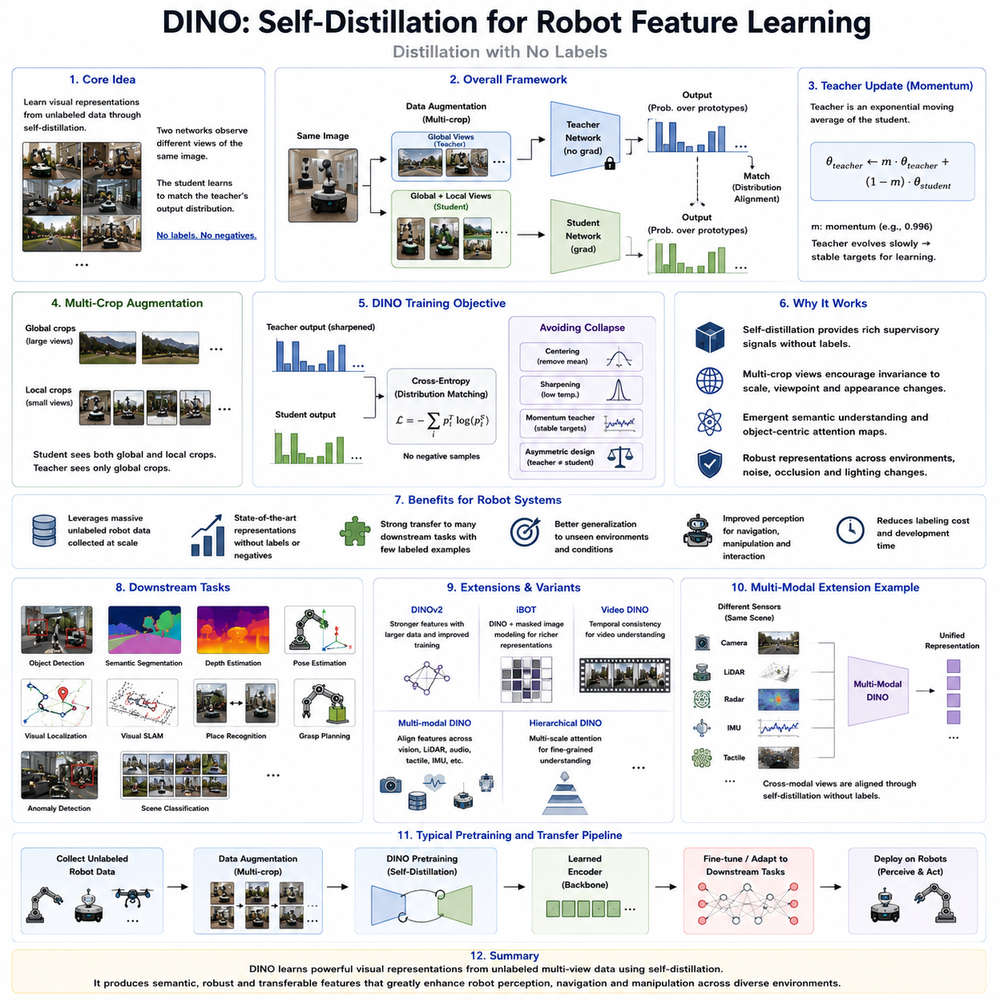 DINO: Self-Distillation for Robot Feature Learning
Distillation with No Labels
1. Core Idea
Learn visual representations
from unlabeled data through
self-distillation.
Two networks observe
different views of the
same image.
The student learns
to match the teacher's
output distribution.
No labels. No negatives.
...
2. Overall Framework
Same Image
Data Augmentation
(Multi-crop)
Global Views
(Teacher)
...
Global + Local Views
(Student)
...
Teacher
Network
(no grad)
Student
Network
(grad)
Output
(Prob. over prototypes)
...
Match
(Distribution
Alignment)
Output
(Prob. over prototypes)
...
3. Teacher Update (Momentum)
Teacher is an exponential moving
average of the student.
θ_teacher ← m · θ_teacher +
(1 − m) · θ_student
m: momentum (e.g., 0.996)
Teacher evolves slowly →
stable targets for learning.
4. Multi-Crop Augmentation
Global crops
(large views)
...
Local crops
(small views)
...
Student sees both global and local crops.
Teacher sees only global crops.
5. DINO Training Objective
Teacher output (sharpened)
...
Student output
...
Cross-Entropy
(Distribution Matching)
ℒ = − ∑_i p_i^T log(p_i^S)
No negative samples
Avoiding Collapse
Centering
(remove mean)
Sharpening
(low temp.)
Momentum teacher
(stable targets)
Asymmetric design
(teacher ≠ student)
6. Why It Works
Self-distillation provides rich supervisory
signals without labels.
Multi-crop views encourage invariance to
scale, viewpoint and appearance changes.
Emergent semantic understanding and
object-centric attention maps.
Robust representations across environments,
noise, occlusion and lighting changes.
7. Benefits for Robot Systems
Leverages massive
unlabeled robot data
collected at scale
State-of-the-art
representations
without labels or
negatives
Strong transfer to many
downstream tasks with
few labeled examples
Better generalization
to unseen environments
and conditions
Improved perception
for navigation,
manipulation and
interaction
Reduces labeling cost
and development
time
8. Downstream Tasks
Object Detection
Semantic Segmentation
Depth Estimation
Pose Estimation
Visual Localization
Visual SLAM
Place Recognition
Grasp Planning
Anomaly Detection
Scene Classification
...
9. Extensions & Variants
DINOv2
Stronger features with
larger data and improved
training
iBOT
DINO + masked image
modeling for richer
representations
Video DINO
Temporal consistency
for video understanding
Multi-modal DINO
Align features across
vision, LiDAR, audio,
tactile, IMU, etc.
Hierarchical DINO
Multi-scale attention
for fine-grained
understanding
...
10. Multi-Modal Extension Example
Different Sensors
(Same Scene)
Camera
LiDAR
Radar
IMU
Tactile
...
Multi-Modal
DINO
Unified
Representation
...
Cross-modal views are aligned through
self-distillation without labels.
11. Typical Pretraining and Transfer Pipeline
Collect Unlabeled
Robot Data
...
Data Augmentation
(Multi-crop)
...
...
DINO Pretraining
(Self-Distillation)
Learned
Encoder
(Backbone)
...
Fine-tune / Adapt to
Downstream Tasks
Deploy on Robots
(Perceive & Act)
12. Summary
DINO learns powerful visual representations from unlabeled multi-view data using self-distillation.
It produces semantic, robust and transferable features that greatly enhance robot perception, navigation and manipulation across diverse environments.